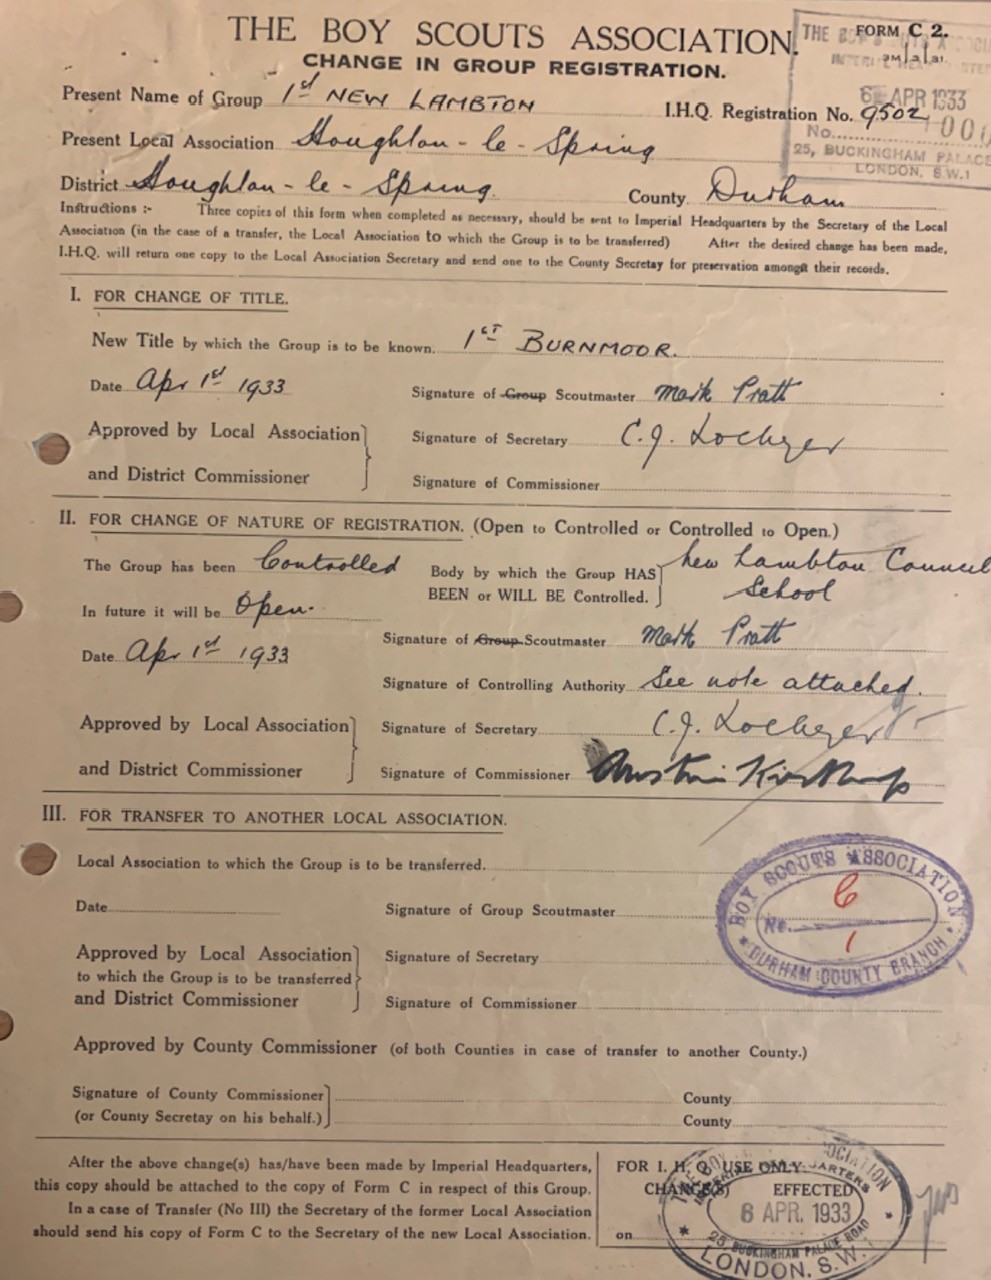 THE BOY SCOUTS ASSOCIATION.
CHANGE IN GROUP REGISTRATION.
FORM C 2.
3M/3/31
6 APR 1933
No.
25, BUCKINGHAM PALACE
LONDON, S.W.1
Present Name of Group 1st NEW LAMBTON I.H.Q. Registration No. 9502
Present Local Association Houghton - le - Spring
District Houghton - le - Spring. County. Durham
Instructions :- Three copies of this form when completed as necessary, should be sent to Imperial Headquarters by the Secretary of the Local
Association (in the case of a transfer, the Local Association to which the Group is to be transferred) After the desired change has been made,
I.H.Q. will return one copy to the Local Association Secretary and send one to the County Secretay for preservation amongst their records.
I. FOR CHANGE OF TITLE.
New Title by which the Group is to be known. 1ST BURNMOOR.
Date Apr 1st 1933 Signature of Group Scoutmaster Mark Pratt
Approved by Local Association Signature of Secretary C.J. Lochyer
and District Commissioner Signature of Commissioner
II. FOR CHANGE OF NATURE OF REGISTRATION. (Open to Controlled or Controlled to Open.)
The Group has been Controlled Body by which the Group HAS New Lambton Council
BEEN or WILL BE Controlled. School
In future it will be Open.
Signature of Group Scoutmaster Mark Pratt
Date Apr 1st 1933
Signature of Controlling Authority See note attached.
Approved by Local Association Signature of Secretary C.J. Lochyer
and District Commissioner Signature of Commissioner Austin Kirkup
III. FOR TRANSFER TO ANOTHER LOCAL ASSOCIATION.
Local Association to which the Group is to be transferred.
Date Signature of Group Scoutmaster
BOY SCOUTS ASSOCIATION
C
No.
1
DURHAM COUNTY BRANCH
Approved by Local Association Signature of Secretary
to which the Group is to be transferred
and District Commissioner Signature of Commissioner
Approved by County Commissioner (of both Counties in case of transfer to another County.)
Signature of County Commissioner County
(or County Secretay on his behalf.) County
After the above change(s) has/have been made by Imperial Headquarters,
this copy should be attached to the copy of Form C in respect of this Group.
In a case of Transfer (No III) the Secretary of the former Local Association
should send his copy of Form C to the Secretary of the new Local Association.
FOR I. H. Q. USE ONLY
CHANGE(S) EFFECTED
on
6 APR. 1933
25, BUCKINGHAM PALACE ROAD
LONDON, S.W.1